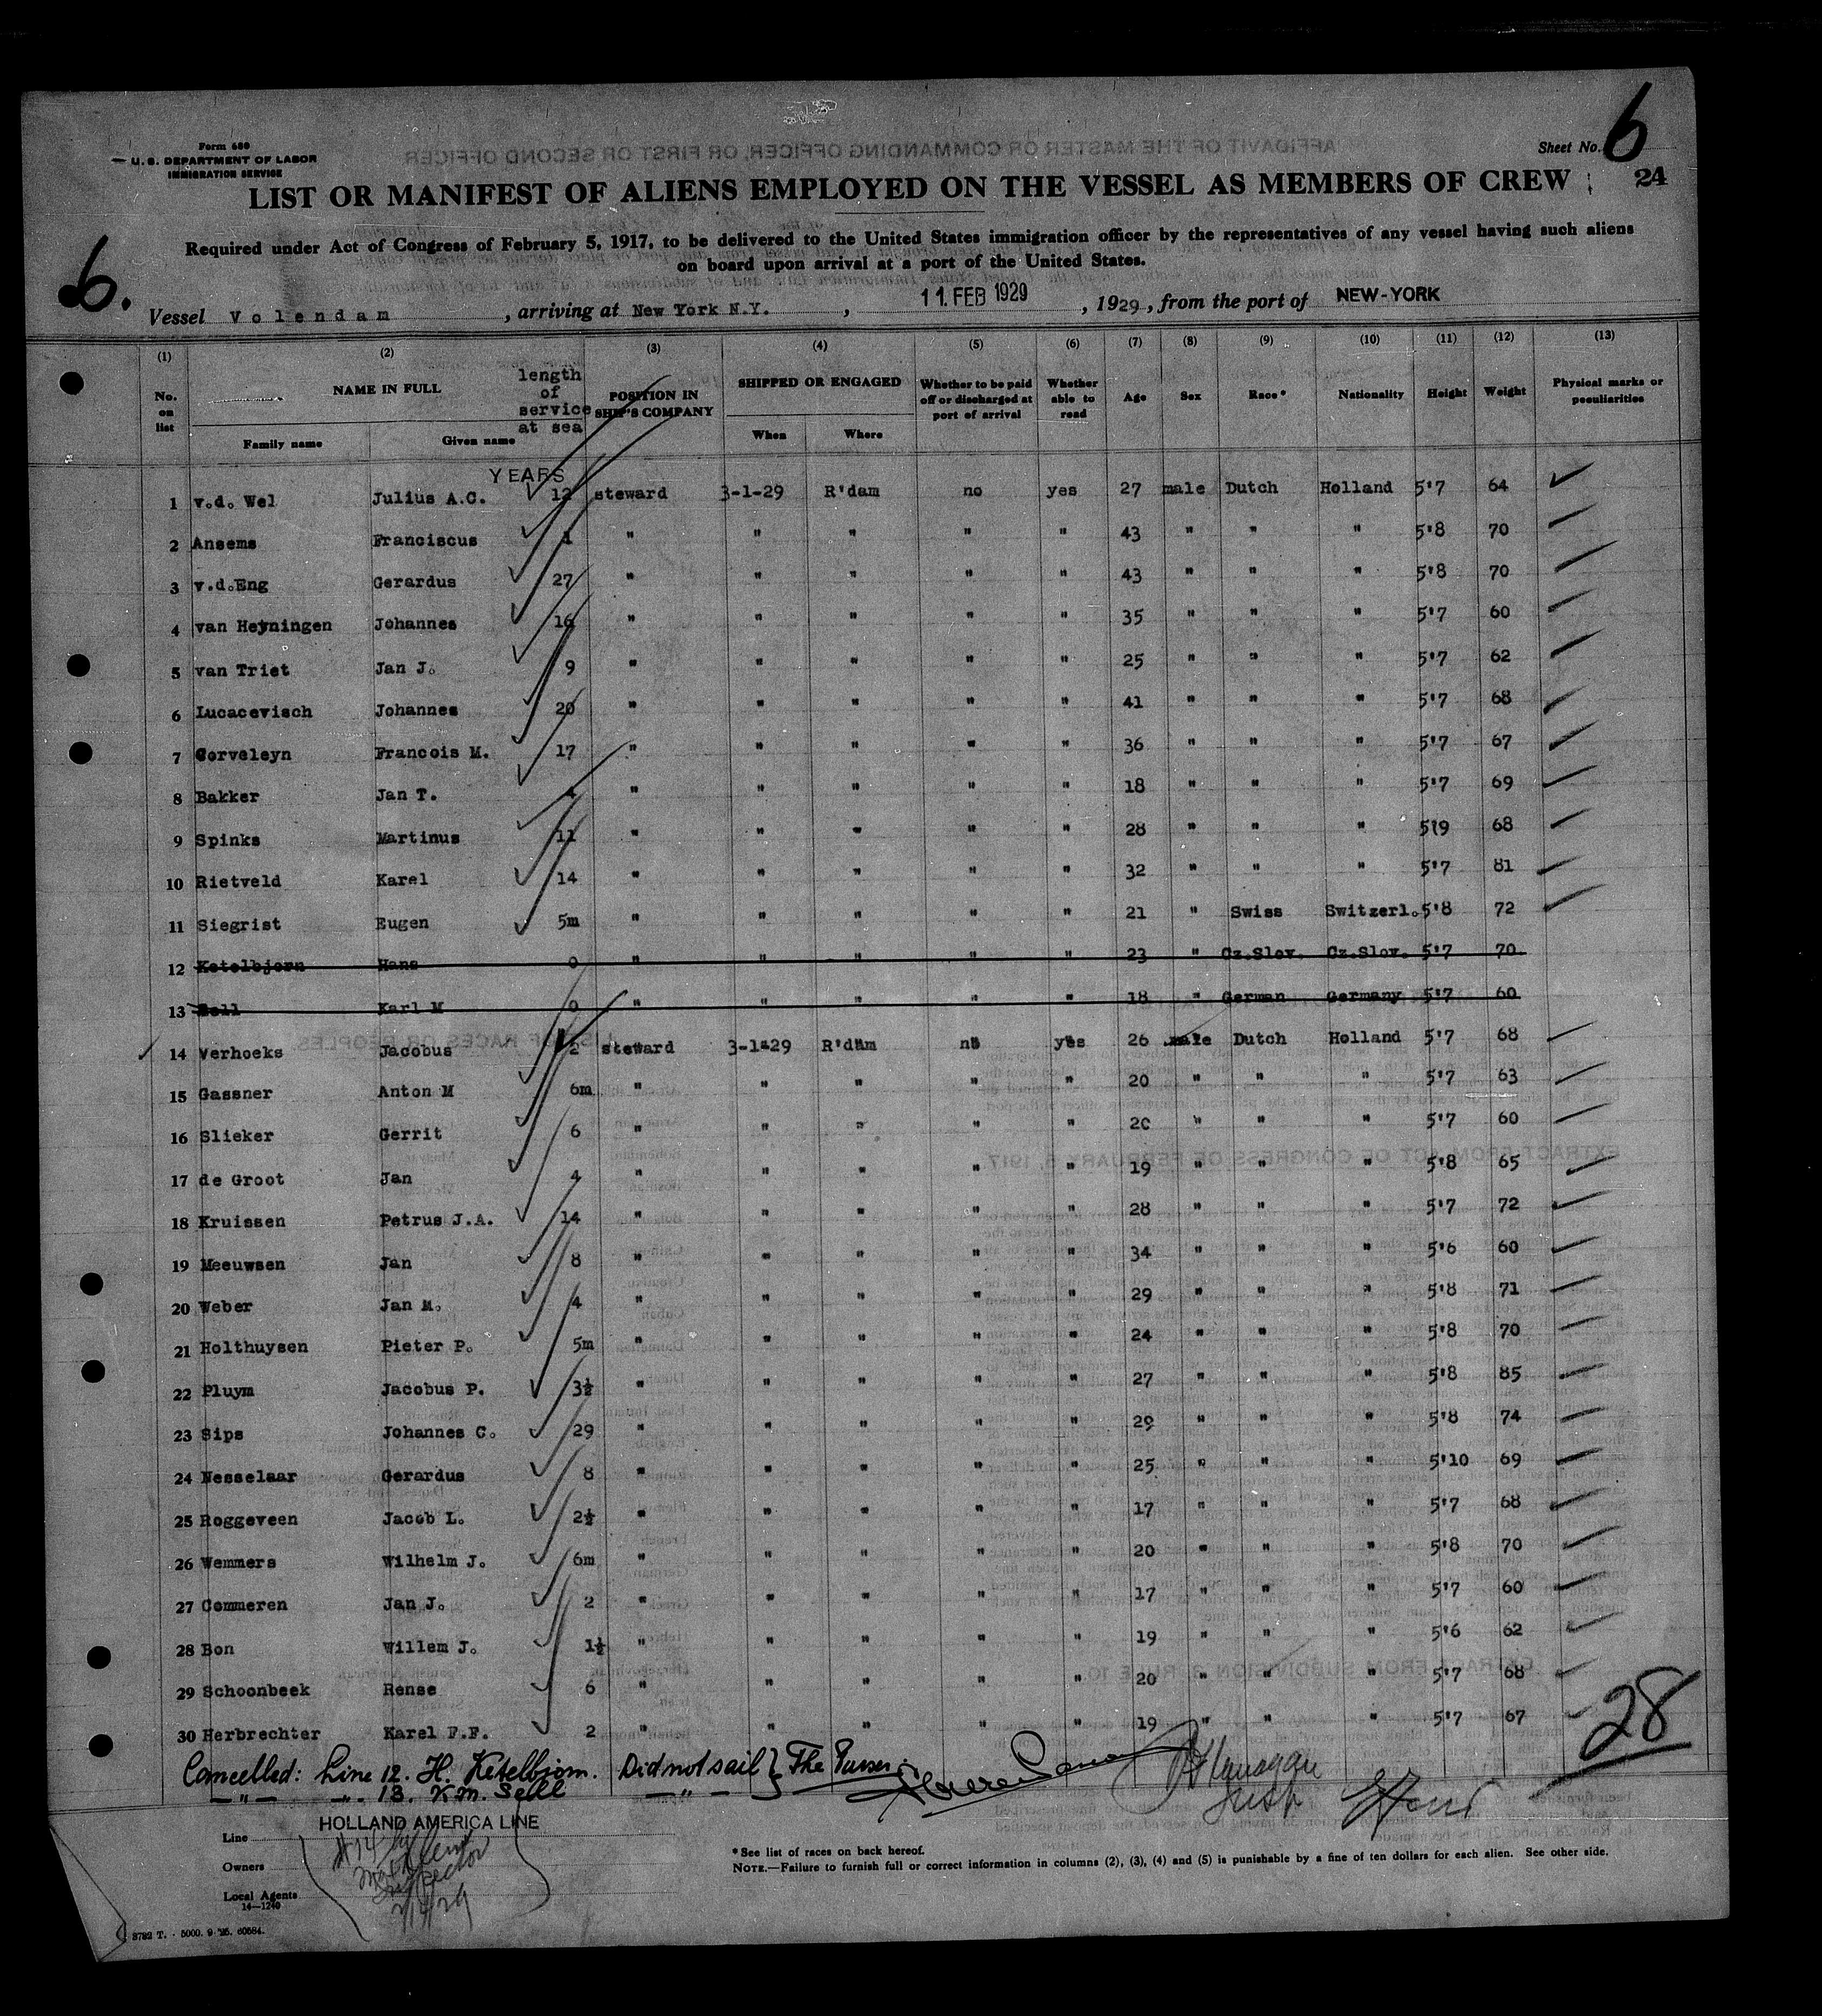 Form 680
U. S. DEPARTMENT OF LABOR
IMMIGRATION SERVICE
Sheet No. 6
24
LIST OR MANIFEST OF ALIENS EMPLOYED ON THE VESSEL AS MEMBERS OF CREW
Required under Act of Congress of February 5, 1917, to be delivered to the United States immigration officer by the representatives of any vessel having such aliens
on board upon arrival at a port of the United States.
6.
Vessel Volendam, arriving at New York N.Y., 11 FEB 1929, 1929, from the port of NEW-YORK
(1) (2) (3) (4) (5) (6) (7) (8) (9) (10) (11) (12) (13)
No. on list NAME IN FULL Family name Given name length of service at sea POSITION IN SHIP'S COMPANY SHIPPED OR ENGAGED When Where Whether to be paid off or discharged at port of arrival Whether able to read Age Sex Race* Nationality Height Weight Physical marks or peculiarities
YEARS
1 v.d. Wel Julius A.C. 12 steward 3-1-29 R'dam no yes 27 male Dutch Holland 5'7 64
2 Ansems Franciscus 1 " " " " " 43 " " " 5'8 70
3 v.d.Eng Gerardus 27 " " " " " 43 " " " 5'8 70
4 van Heyningen Johannes 16 " " " " " 35 " " " 5'7 60
5 van Triet Jan J. 9 " " " " " 25 " " " 5'7 62
6 Lucacevisch Johannes 20 " " " " " 41 " " " 5'7 68
7 Corveleyn Francois M. 17 " " " " " 36 " " " 5'7 67
8 Bakker Jan T. 4 " " " " " 18 " " " 5'7 69
9 Spinks Martinus 11 " " " " " 28 " " " 5'9 68
10 Rietveld Karel 14 " " " " " 32 " " " 5'7 81
11 Siegrist Eugen 5m " " " " " 21 " Swiss Switzerl. 5'8 72
12 Ketelbjorn Hans 0 " " " " " 23 " Cz.Slov. Cz.Slov. 5'7 70
13 Sell Karl M 0 " " " " " 18 " German Germany 5'7 60
14 Verhoeks Jacobus 2 steward 3-1-29 R'dam no yes 26 male Dutch Holland 5'7 68
15 Gassner Anton M 6m " " " " " 20 " " " 5'7 63
16 Slieker Gerrit 6 " " " " " 20 " " " 5'7 60
17 de Groot Jan 4 " " " " " 19 " " " 5'8 65
18 Kruissen Petrus J.A. 14 " " " " " 28 " " " 5'7 72
19 Meeuwsen Jan 8 " " " " " 34 " " " 5'6 60
20 Weber Jan M. 4 " " " " " 29 " " " 5'8 71
21 Holthuysen Pieter P. 5m " " " " " 24 " " " 5'8 70
22 Pluym Jacobus P. 3½ " " " " " 27 " " " 5'8 85
23 Sips Johannes C. 29 " " " " " 29 " " " 5'8 74
24 Nesselaar Gerardus 8 " " " " " 25 " " " 5'10 69
25 Roggeveen Jacob L. 2½ " " " " " 17 " " " 5'7 68
26 Wemmers Wilhelm J. 6m " " " " " 20 " " " 5'8 70
27 Commeren Jan J. 2 " " " " " 17 " " " 5'7 60
28 Bon Willem J. 1½ " " " " " 19 " " " 5'6 62
29 Schoonbeek Rense 6 " " " " " 20 " " " 5'7 68
30 Herbrechter Karel F.F. 2 " " " " " 19 " " " 5'7 67
28
Cancelled: Line 12. H. Ketelbjorn. Did not sail } The Purser:
—"— ". 13. K.M. Sell —"—
Line HOLLAND AMERICA LINE
Owners
Local Agents
14—1240
#14
Inspector
2/14/29
* See list of races on back hereof.
NOTE.—Failure to furnish full or correct information in columns (2), (3), (4) and (5) is punishable by a fine of ten dollars for each alien. See other side.
3782 T. - 5000. 9-'25. 60584.